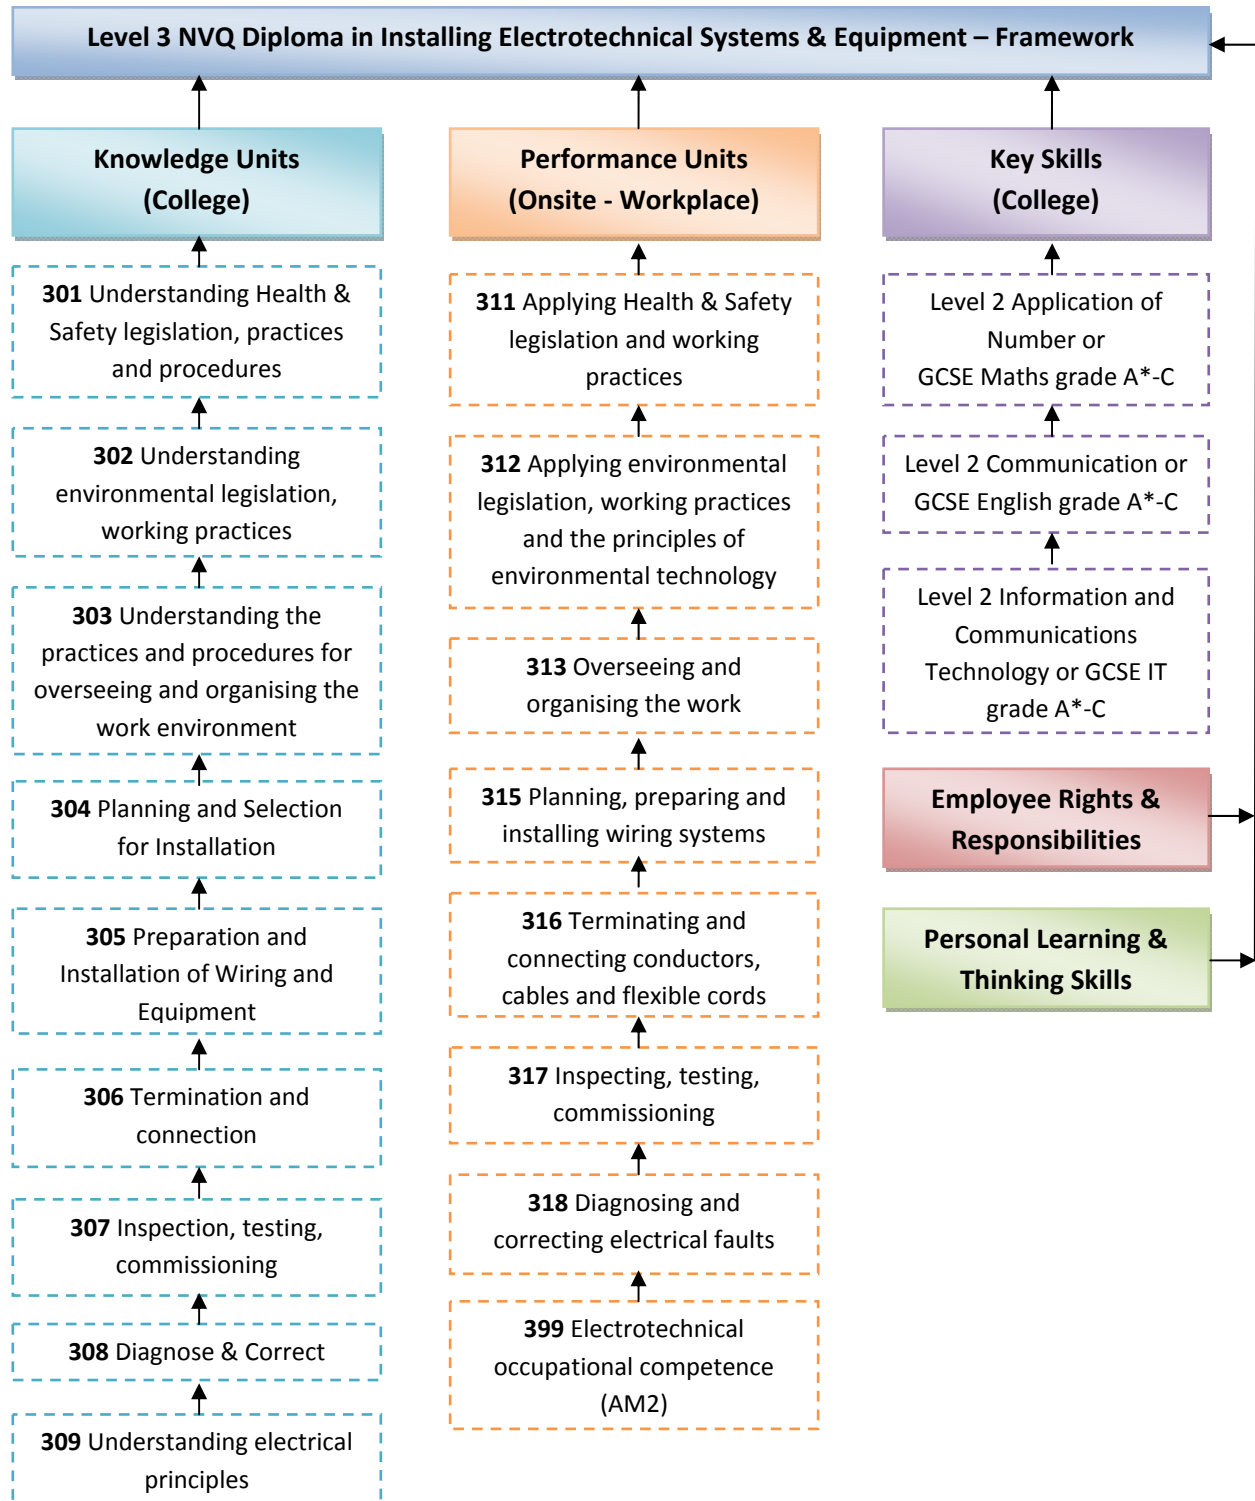 Level 3 NVQ Diploma in Installing Electrotechnical Systems & Equipment – Framework
Knowledge Units
(College)
301 Understanding Health &
Safety legislation, practices
and procedures
302 Understanding
environmental legislation,
working practices
303 Understanding the
practices and procedures for
overseeing and organising the
work environment
304 Planning and Selection
for Installation
305 Preparation and
Installation of Wiring and
Equipment
306 Termination and
connection
307 Inspection, testing,
commissioning
308 Diagnose & Correct
309 Understanding electrical
principles
Performance Units
(Onsite - Workplace)
311 Applying Health & Safety
legislation and working
practices
312 Applying environmental
legislation, working practices
and the principles of
environmental technology
313 Overseeing and
organising the work
315 Planning, preparing and
installing wiring systems
316 Terminating and
connecting conductors,
cables and flexible cords
317 Inspecting, testing,
commissioning
318 Diagnosing and
correcting electrical faults
399 Electrotechnical
occupational competence
(AM2)
Key Skills
(College)
Level 2 Application of
Number or
GCSE Maths grade A*-C
Level 2 Communication or
GCSE English grade A*-C
Level 2 Information and
Communications
Technology or GCSE IT
grade A*-C
Employee Rights &
Responsibilities
Personal Learning &
Thinking Skills